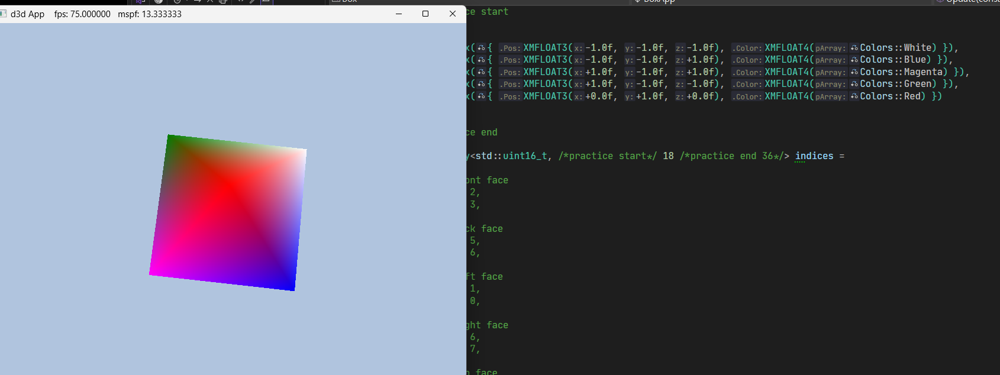 Box
BoxApp
Update(const
d3d App fps: 75.000000 mspf: 13.333333
ce start
x({ .Pos:XMFLOAT3(x:-1.0f, y:-1.0f, z:-1.0f), .Color:XMFLOAT4(pArray:Colors::White) }),
x({ .Pos:XMFLOAT3(x:-1.0f, y:-1.0f, z:+1.0f), .Color:XMFLOAT4(pArray:Colors::Blue) }),
x({ .Pos:XMFLOAT3(x:+1.0f, y:-1.0f, z:+1.0f), .Color:XMFLOAT4(pArray:Colors::Magenta) }),
x({ .Pos:XMFLOAT3(x:+1.0f, y:-1.0f, z:-1.0f), .Color:XMFLOAT4(pArray:Colors::Green) }),
x({ .Pos:XMFLOAT3(x:+0.0f, y:+1.0f, z:+0.0f), .Color:XMFLOAT4(pArray:Colors::Red) })
ce end
y<std::uint16_t, /*practice start*/ 18 /*practice end 36*/> indices =
ont face
2,
3,
ck face
5,
6,
ft face
1,
0,
ght face
6,
7,
face